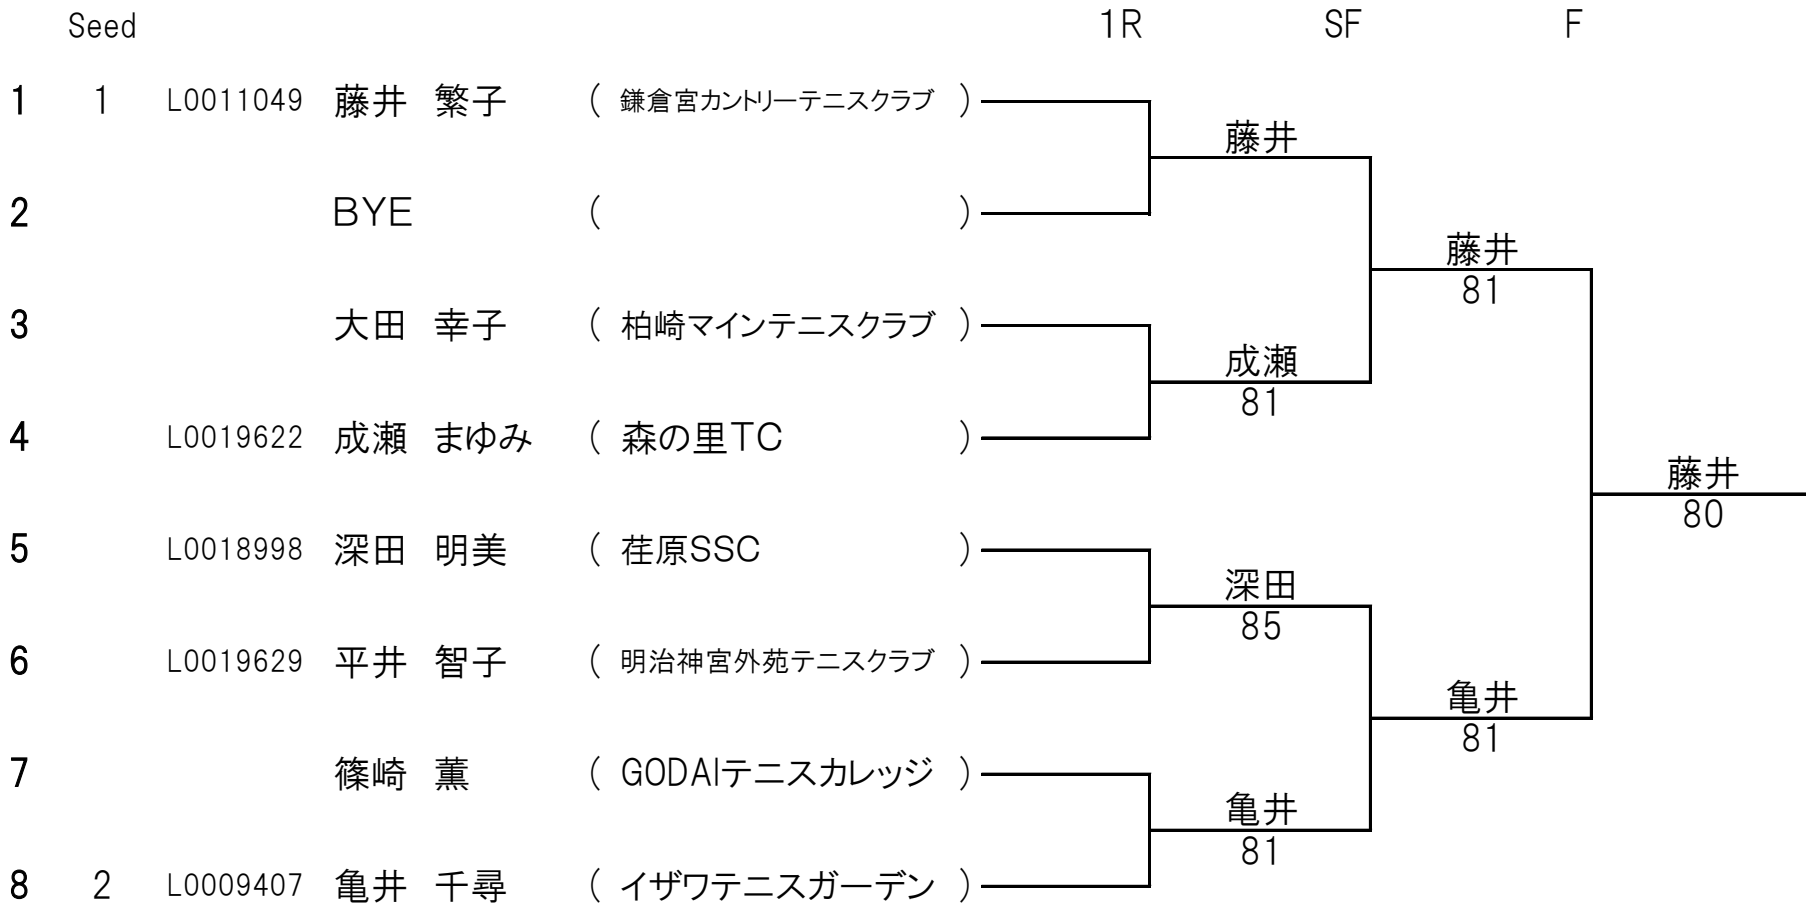 Seed 1R SF F
1 1 L0011049 藤井 繁子 ( 鎌倉宮カントリーテニスクラブ )
藤井
2 BYE ( )
藤井
81
3 大田 幸子 ( 柏崎マインテニスクラブ )
成瀬
81
4 L0019622 成瀬 まゆみ ( 森の里TC )
藤井
80
5 L0018998 深田 明美 ( 荏原SSC )
深田
85
6 L0019629 平井 智子 ( 明治神宮外苑テニスクラブ )
亀井
81
7 篠崎 薫 ( GODAIテニスカレッジ )
亀井
81
8 2 L0009407 亀井 千尋 ( イザワテニスガーデン )